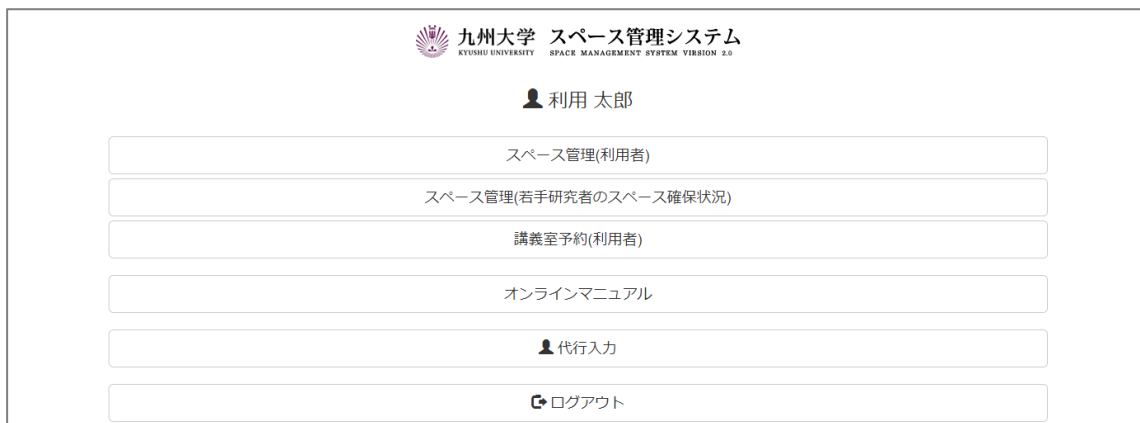 九州大学 スペース管理システム
KYUSHU UNIVERSITY SPACE MANAGEMENT SYSTEM VIRSION 2.0
利用 太郎
スペース管理(利用者)
スペース管理(若手研究者のスペース確保状況)
講義室予約(利用者)
オンラインマニュアル
代行入力
ログアウト